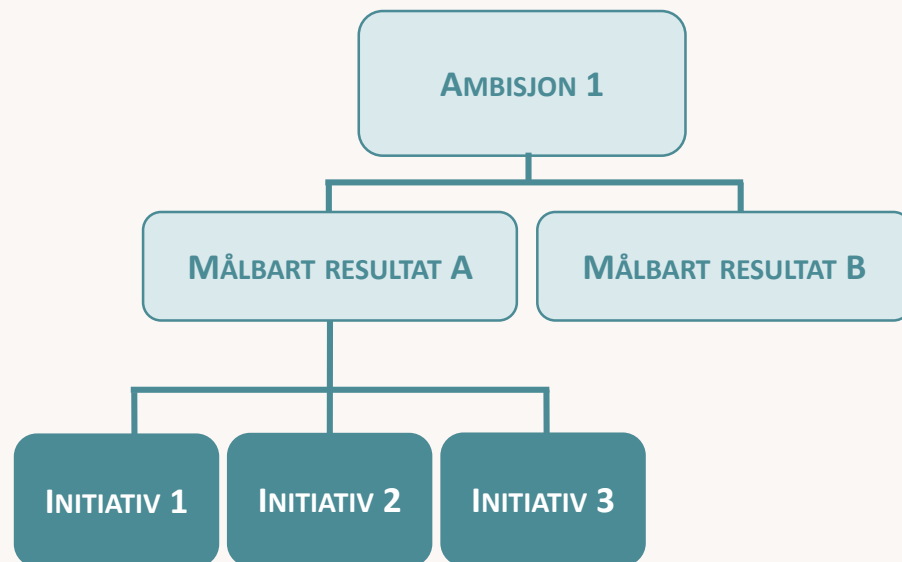 Ambisjon 1
Målbart resultat A
Målbart resultat B
Initiativ 1
Initiativ 2
Initiativ 3